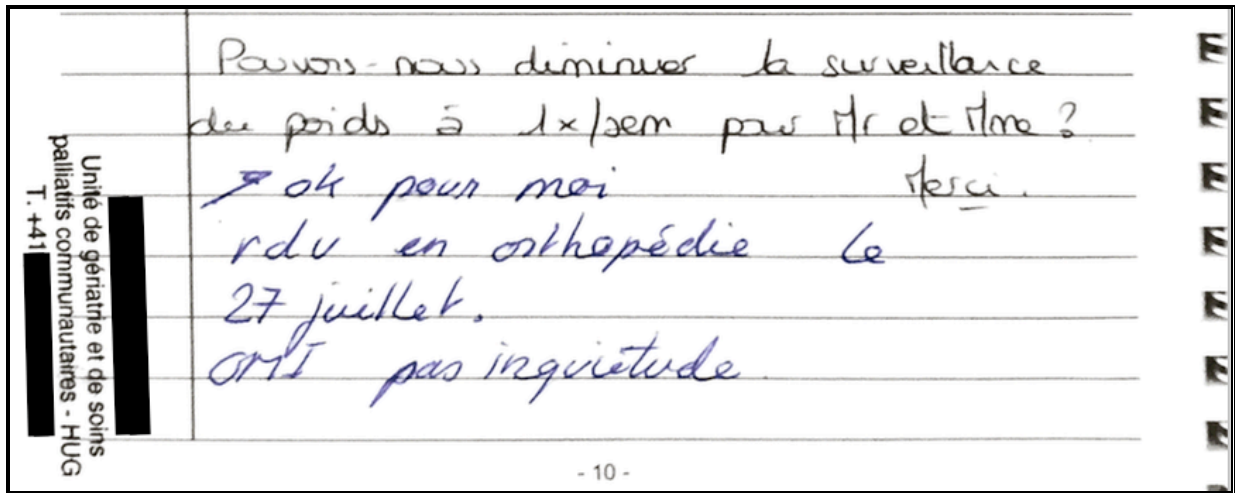 Pouvons-nous diminuer la surveillance
du poids à 1x/sem pour Mr et Mme ?
Merci.
→ ok pour moi
rdv en orthopédie le
27 juillet.
OMI pas inquiétude.
Unité de gériatrie et de soins
palliatifs communautaires - HUG
T. +41
- 10 -